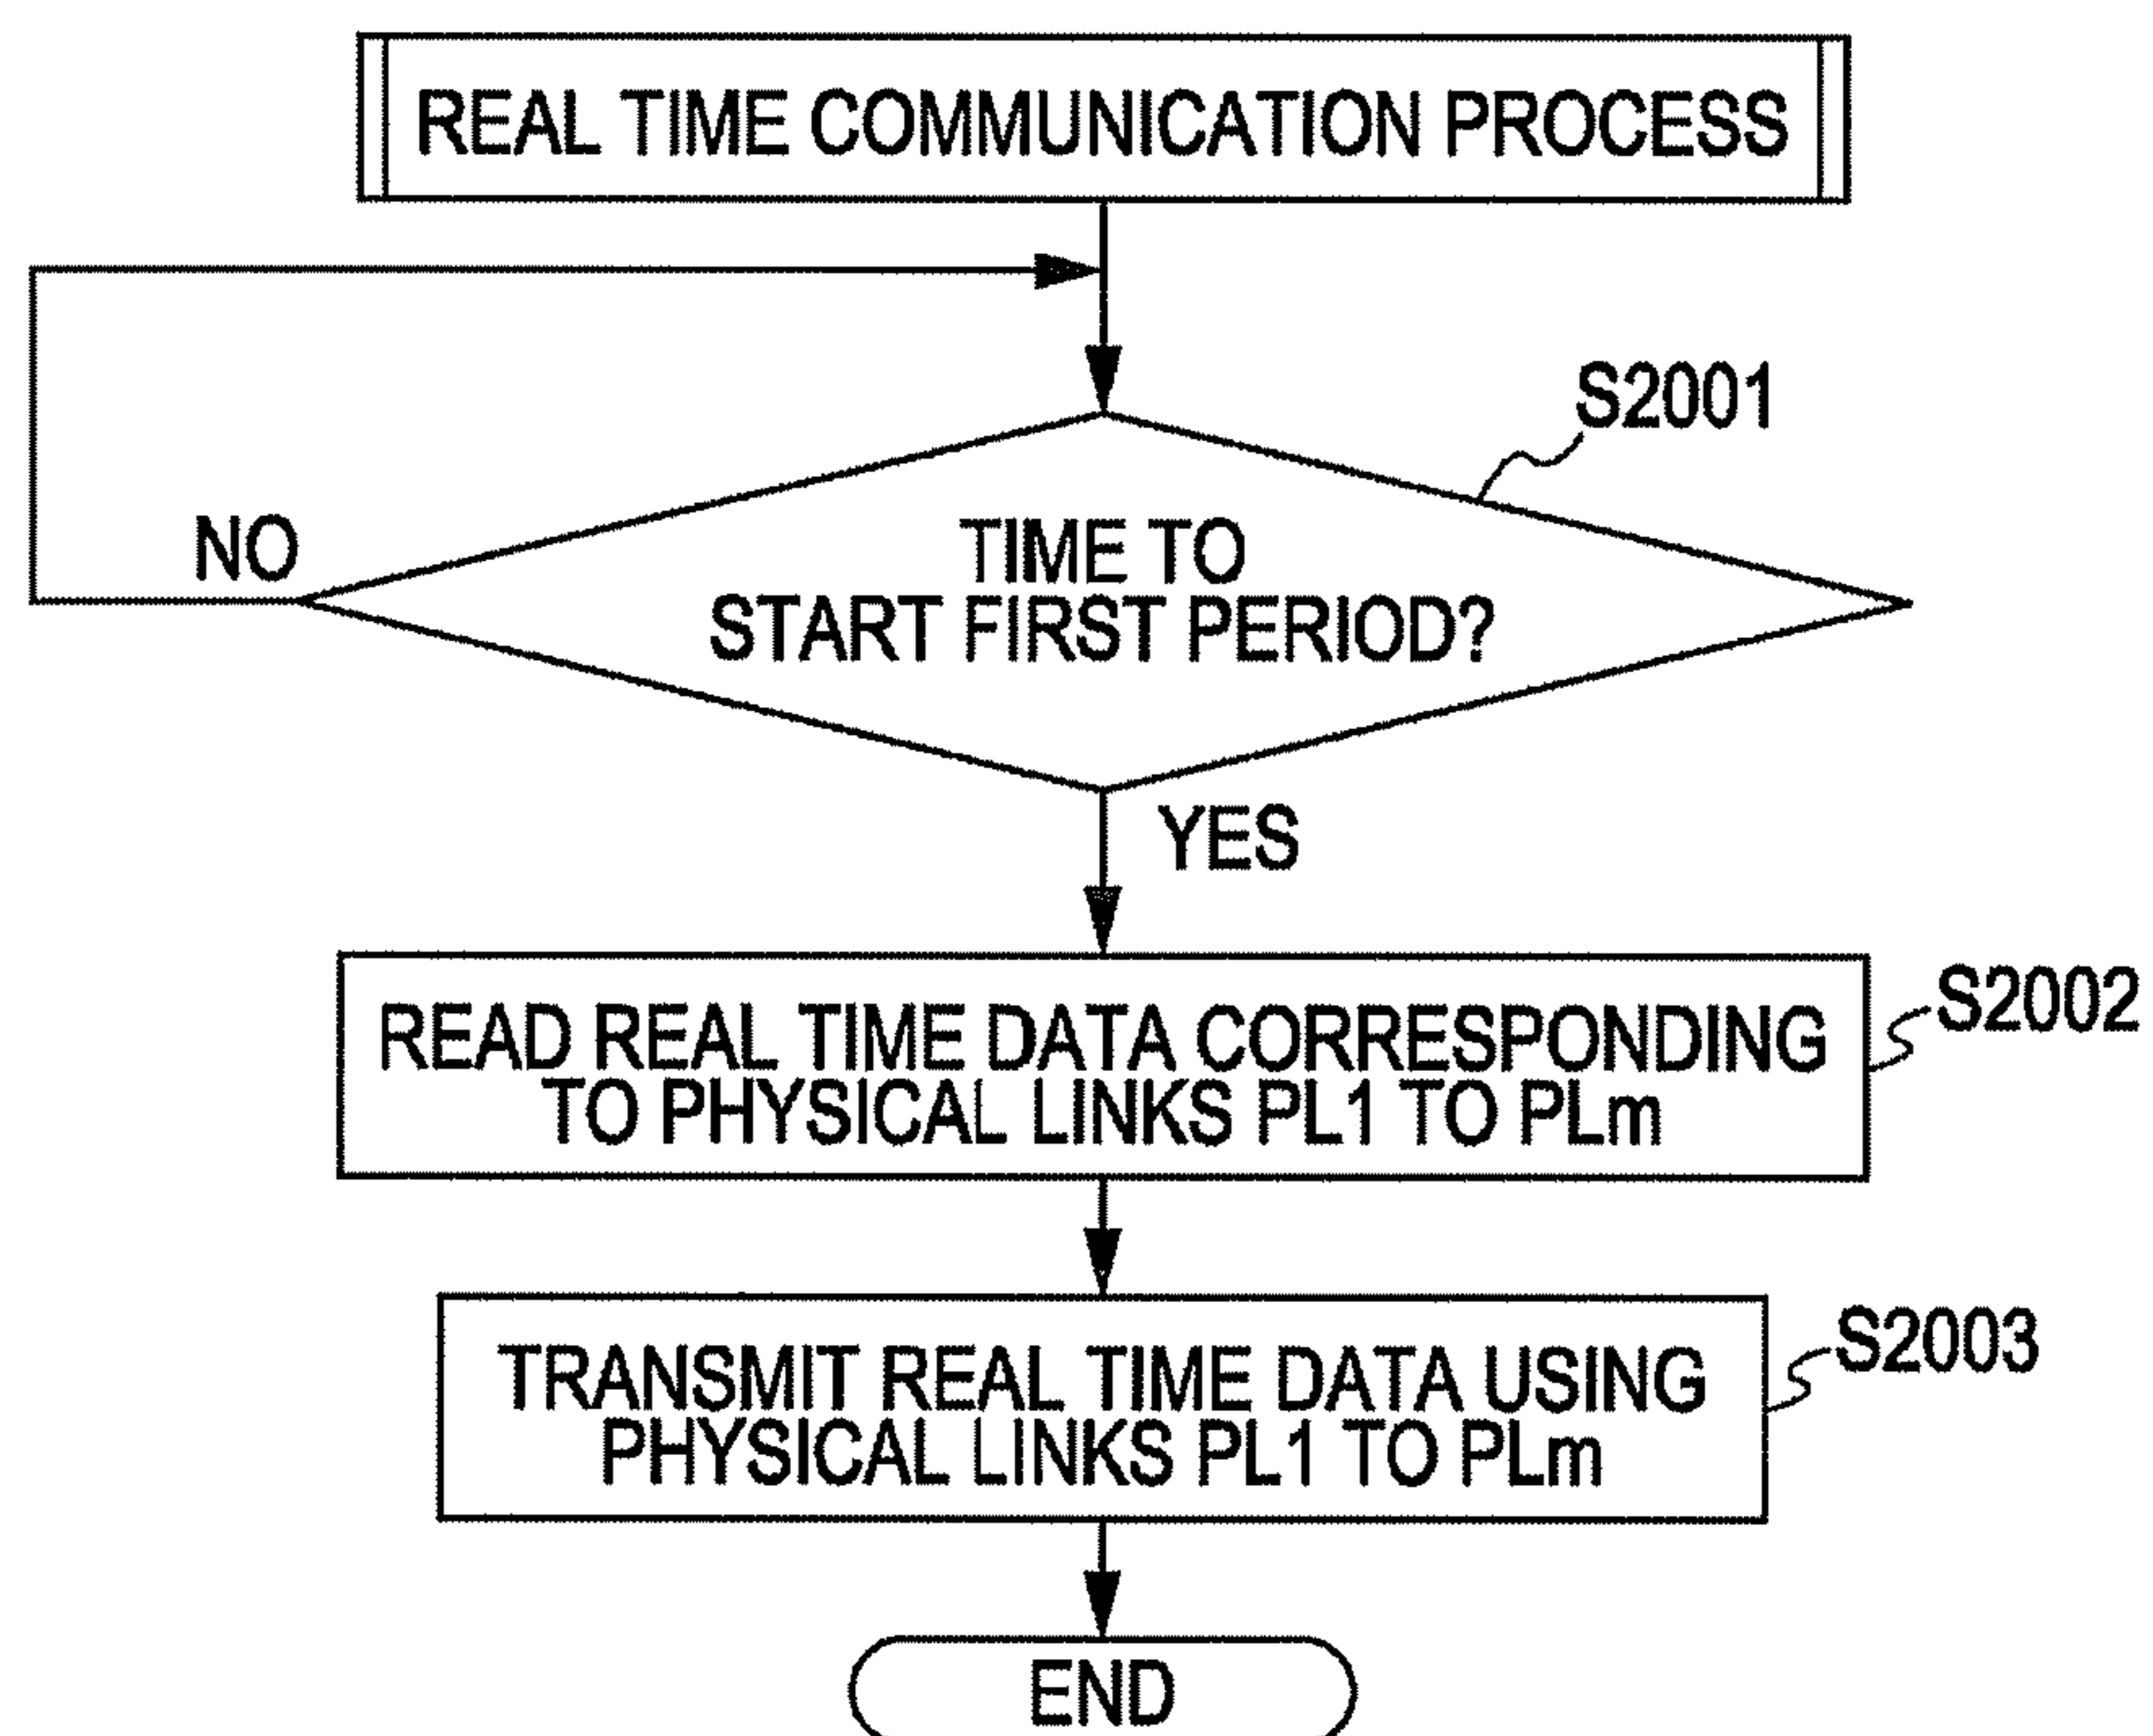 REAL TIME COMMUNICATION PROCESS
S2001
NO
TIME TO
START FIRST PERIOD?
YES
READ REAL TIME DATA CORRESPONDING
TO PHYSICAL LINKS PL1 TO PLm
S2002
TRANSMIT REAL TIME DATA USING
PHYSICAL LINKS PL1 TO PLm
S2003
END